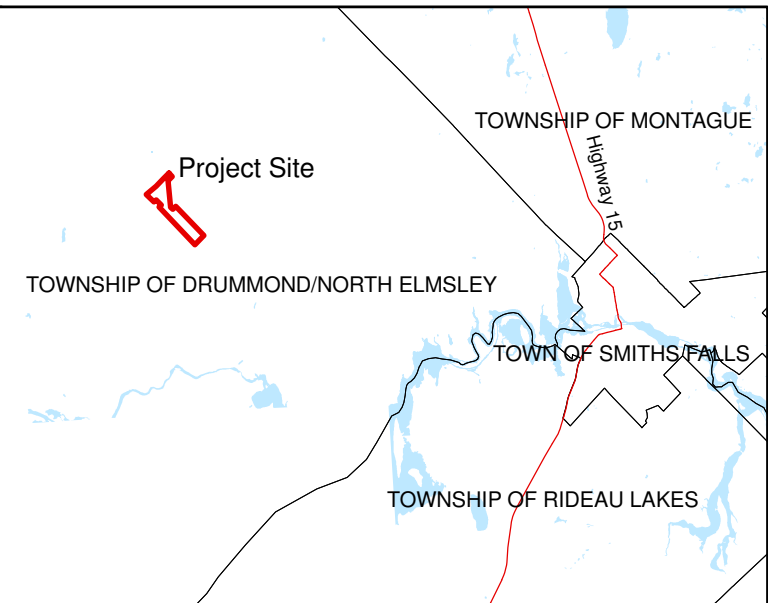 TOWNSHIP OF MONTAGUE
Highway 15
Project Site
TOWNSHIP OF DRUMMOND/NORTH ELMSLEY
TOWN OF SMITHS FALLS
TOWNSHIP OF RIDEAU LAKES